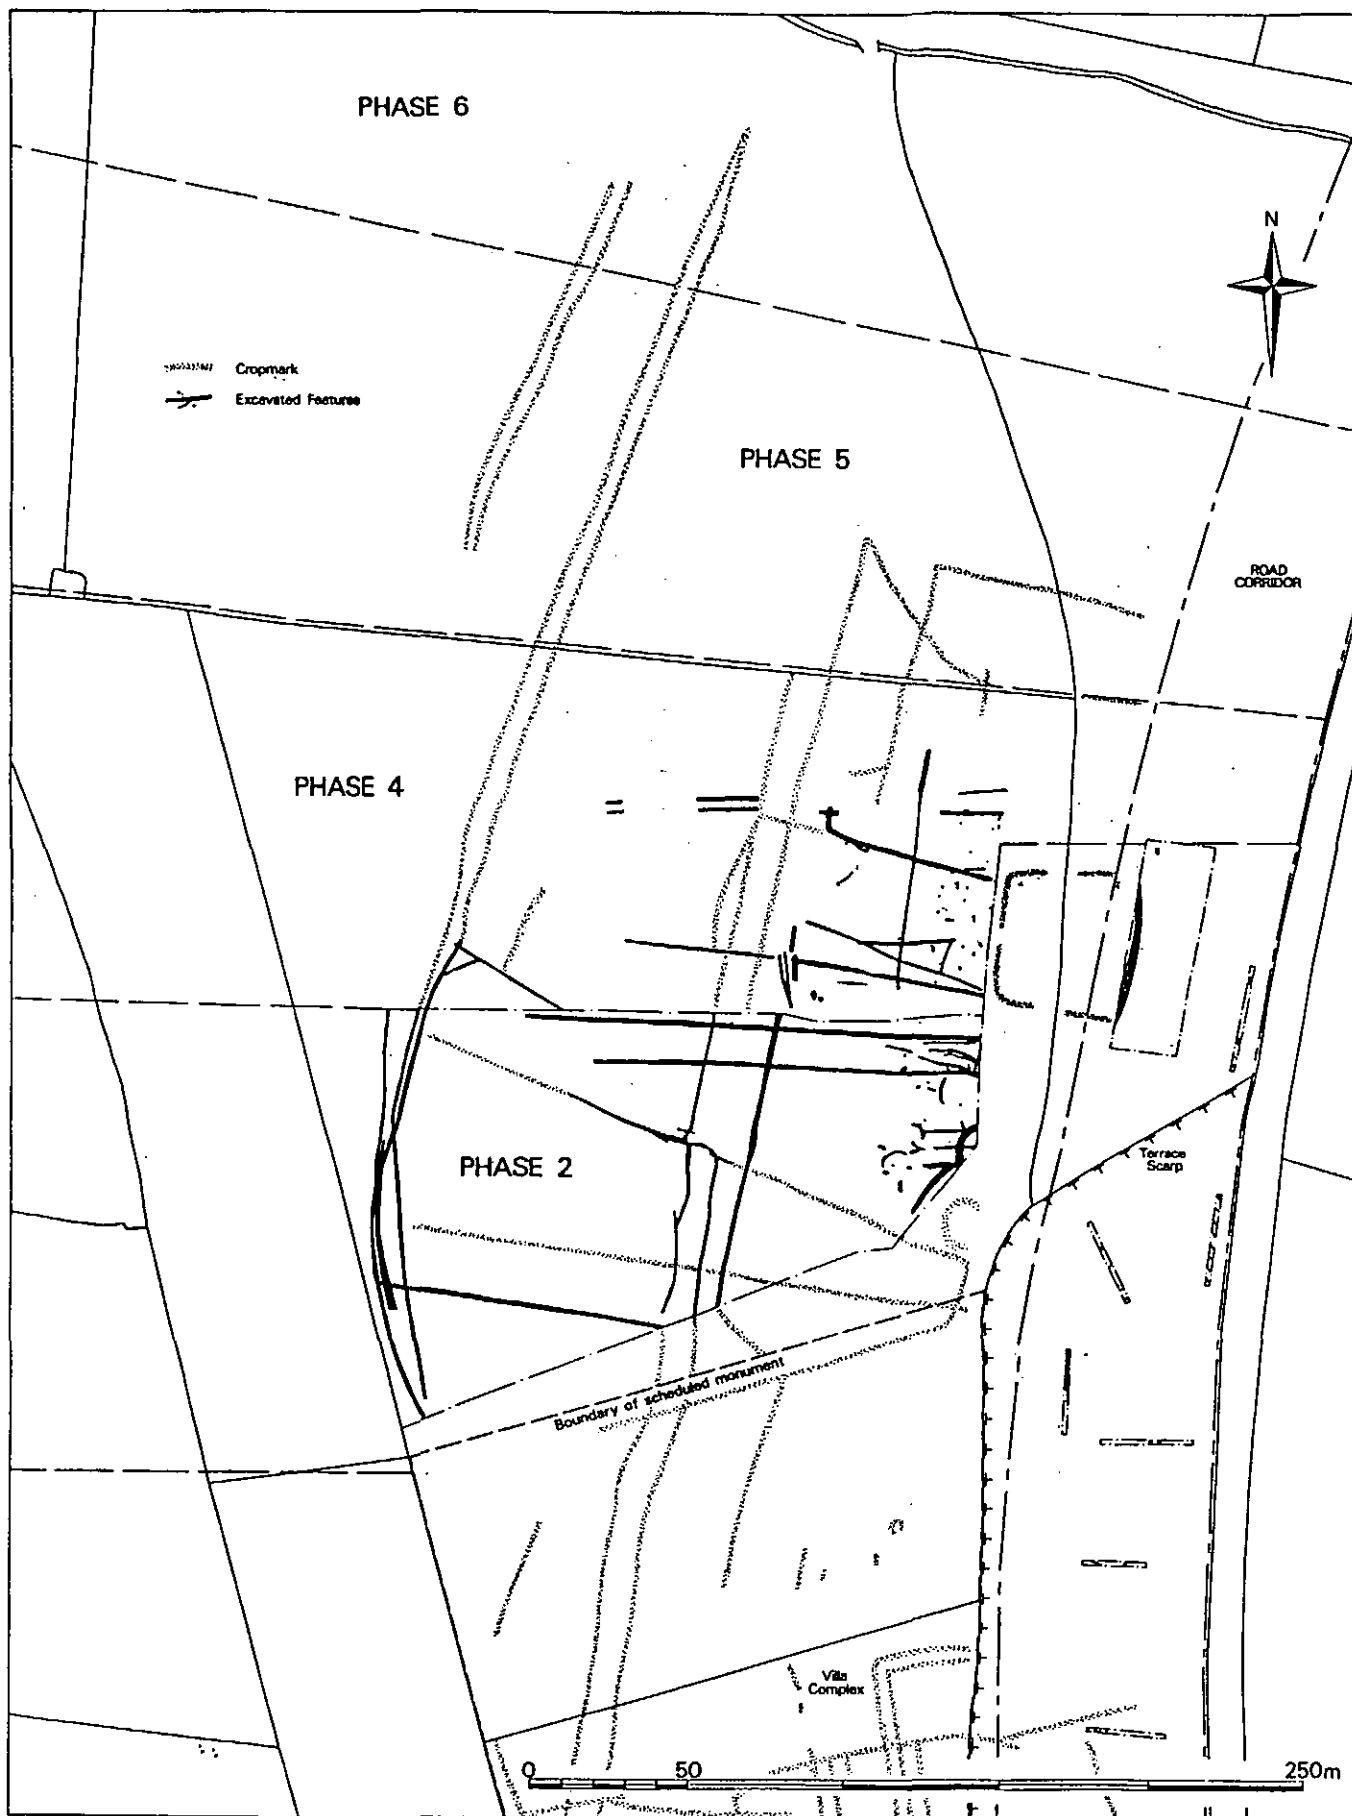 PHASE 6
N
Cropmark
Excavated Features
PHASE 5
ROAD
CORRIDOR
PHASE 4
Terrace
Scarp
PHASE 2
Boundary of scheduled monument
Villa
Complex
0
50
250m